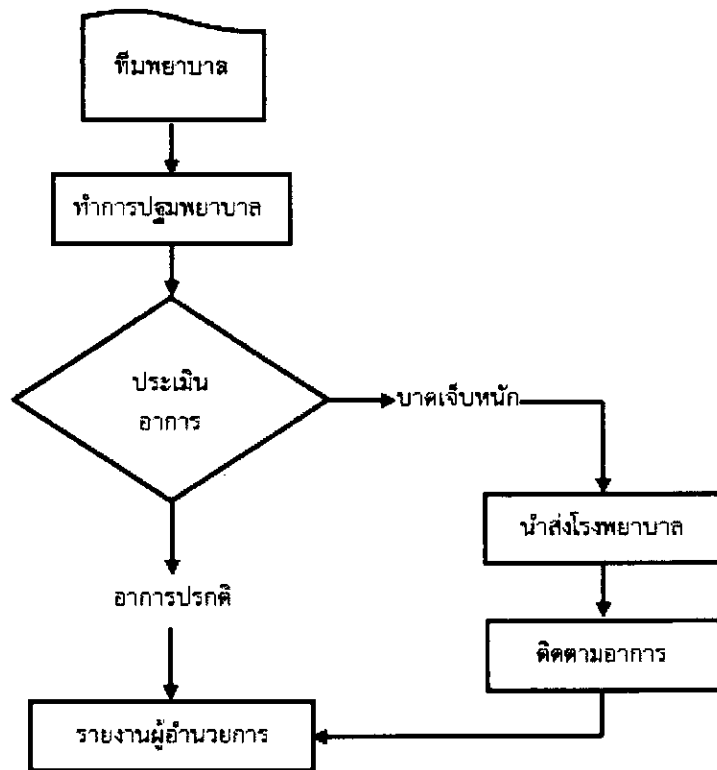 ทีมพยาบาล
ทำการปฐมพยาบาล
ประเมิน
อาการ
บาดเจ็บหนัก
นำส่งโรงพยาบาล
อาการปรกติ
ติดตามอาการ
รายงานผู้อำนวยการ